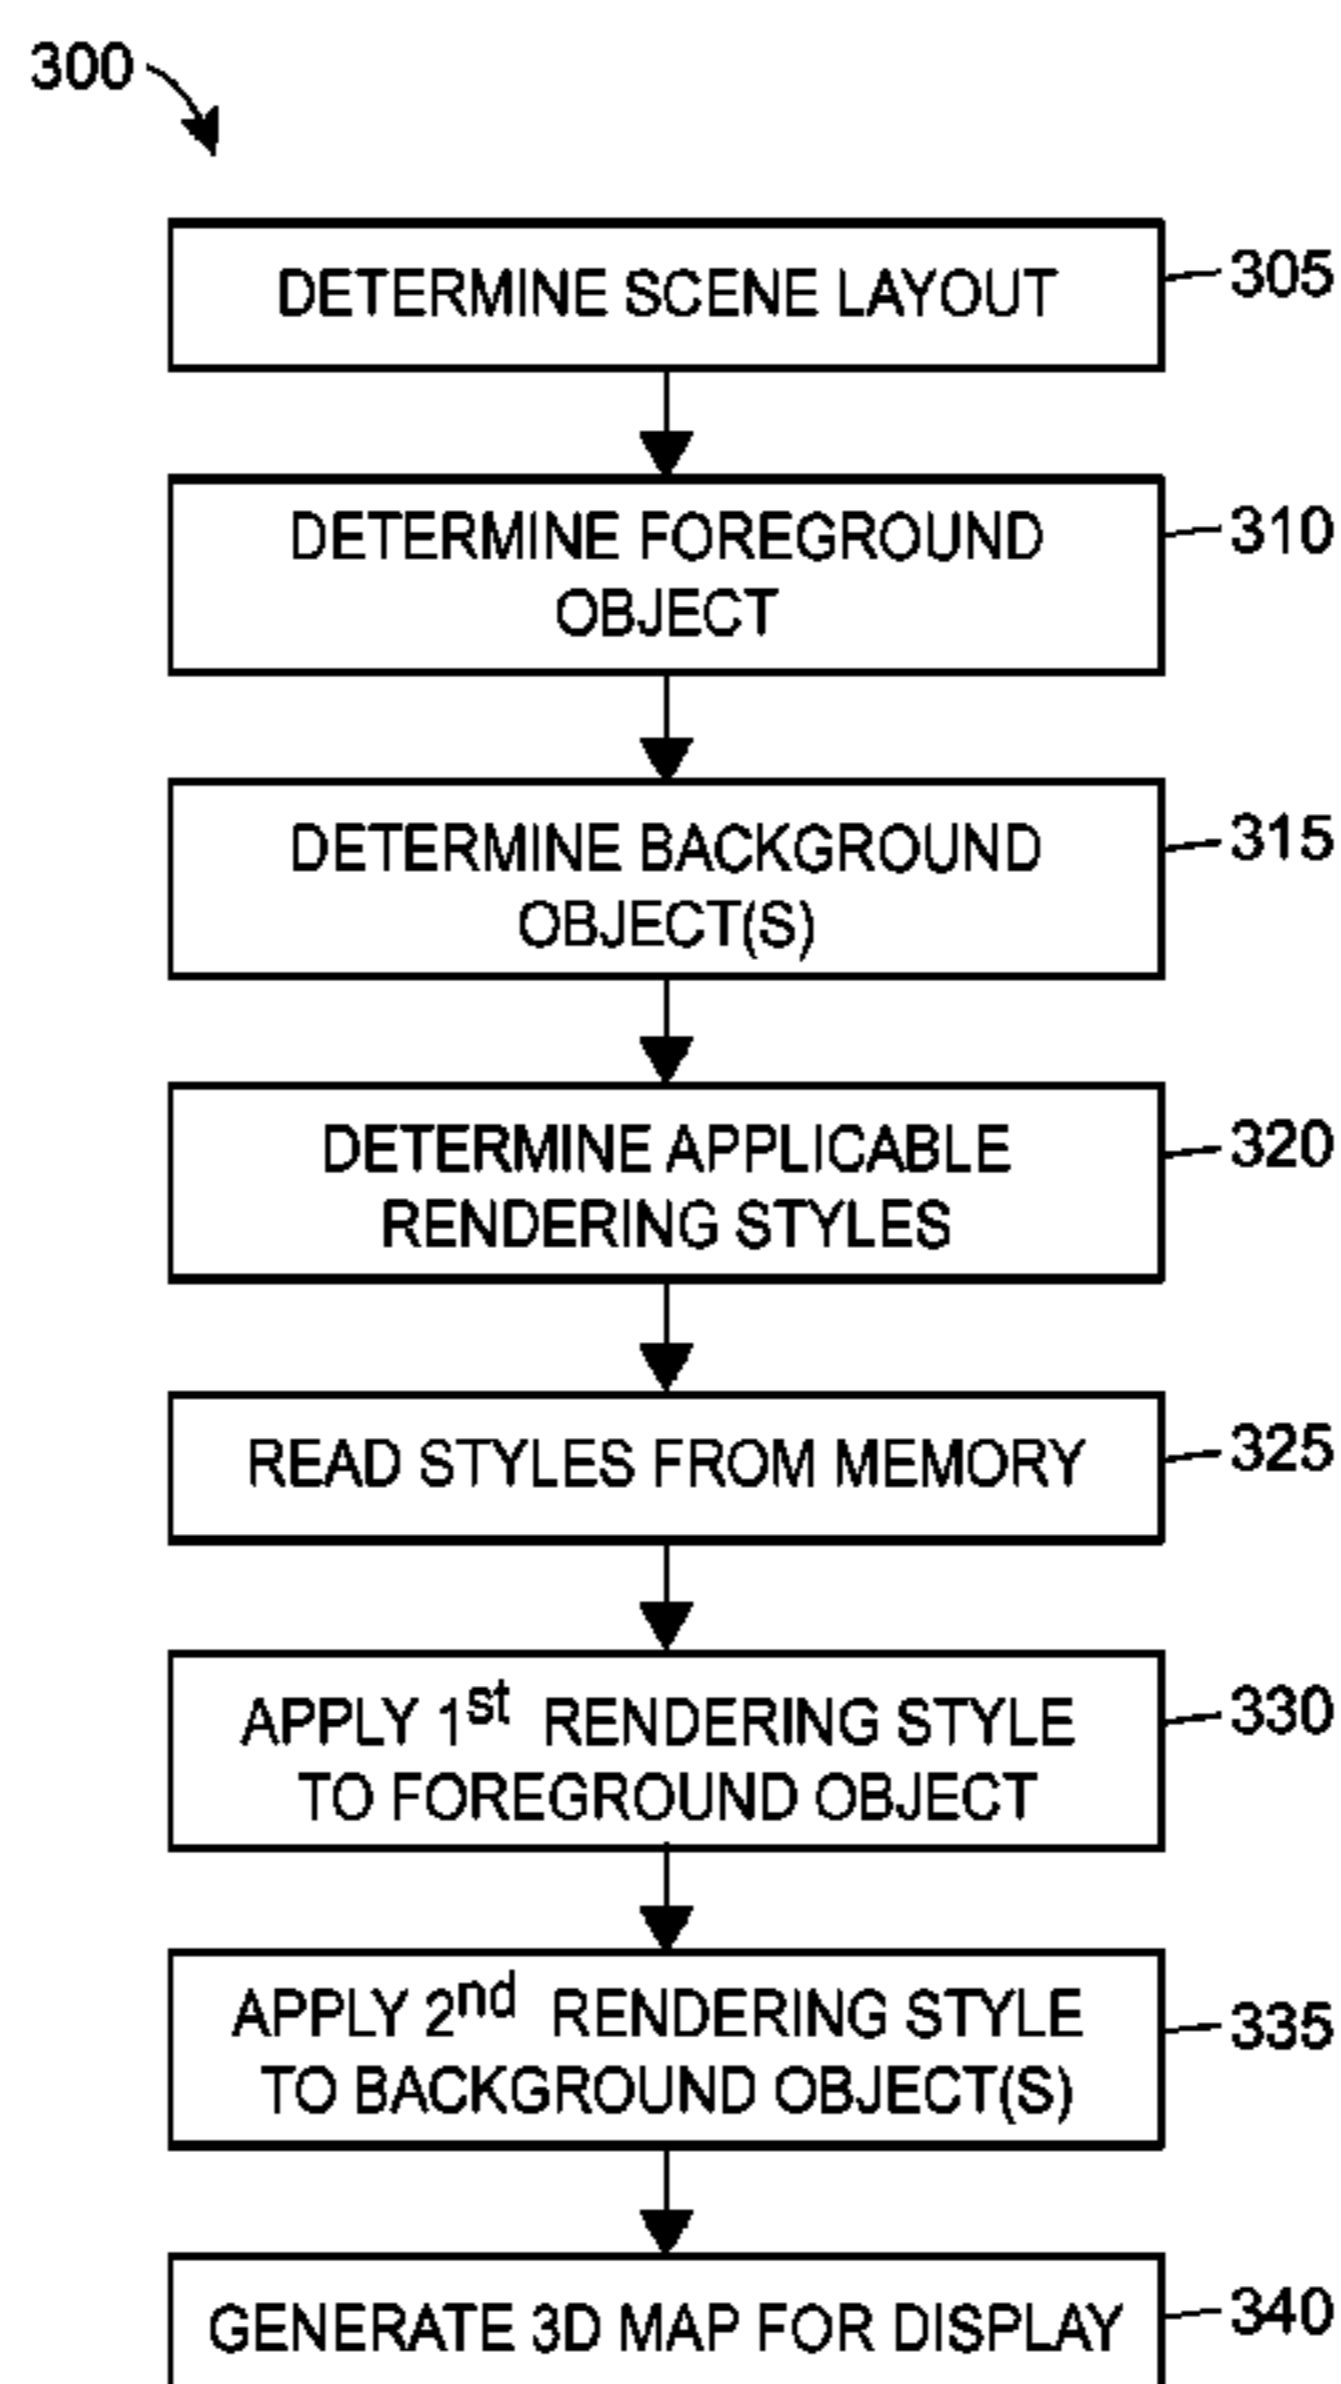 300
DETERMINE SCENE LAYOUT
305
DETERMINE FOREGROUND
OBJECT
310
DETERMINE BACKGROUND
OBJECT(S)
315
DETERMINE APPLICABLE
RENDERING STYLES
320
READ STYLES FROM MEMORY
325
APPLY 1st RENDERING STYLE
TO FOREGROUND OBJECT
330
APPLY 2nd RENDERING STYLE
TO BACKGROUND OBJECT(S)
335
GENERATE 3D MAP FOR DISPLAY
340